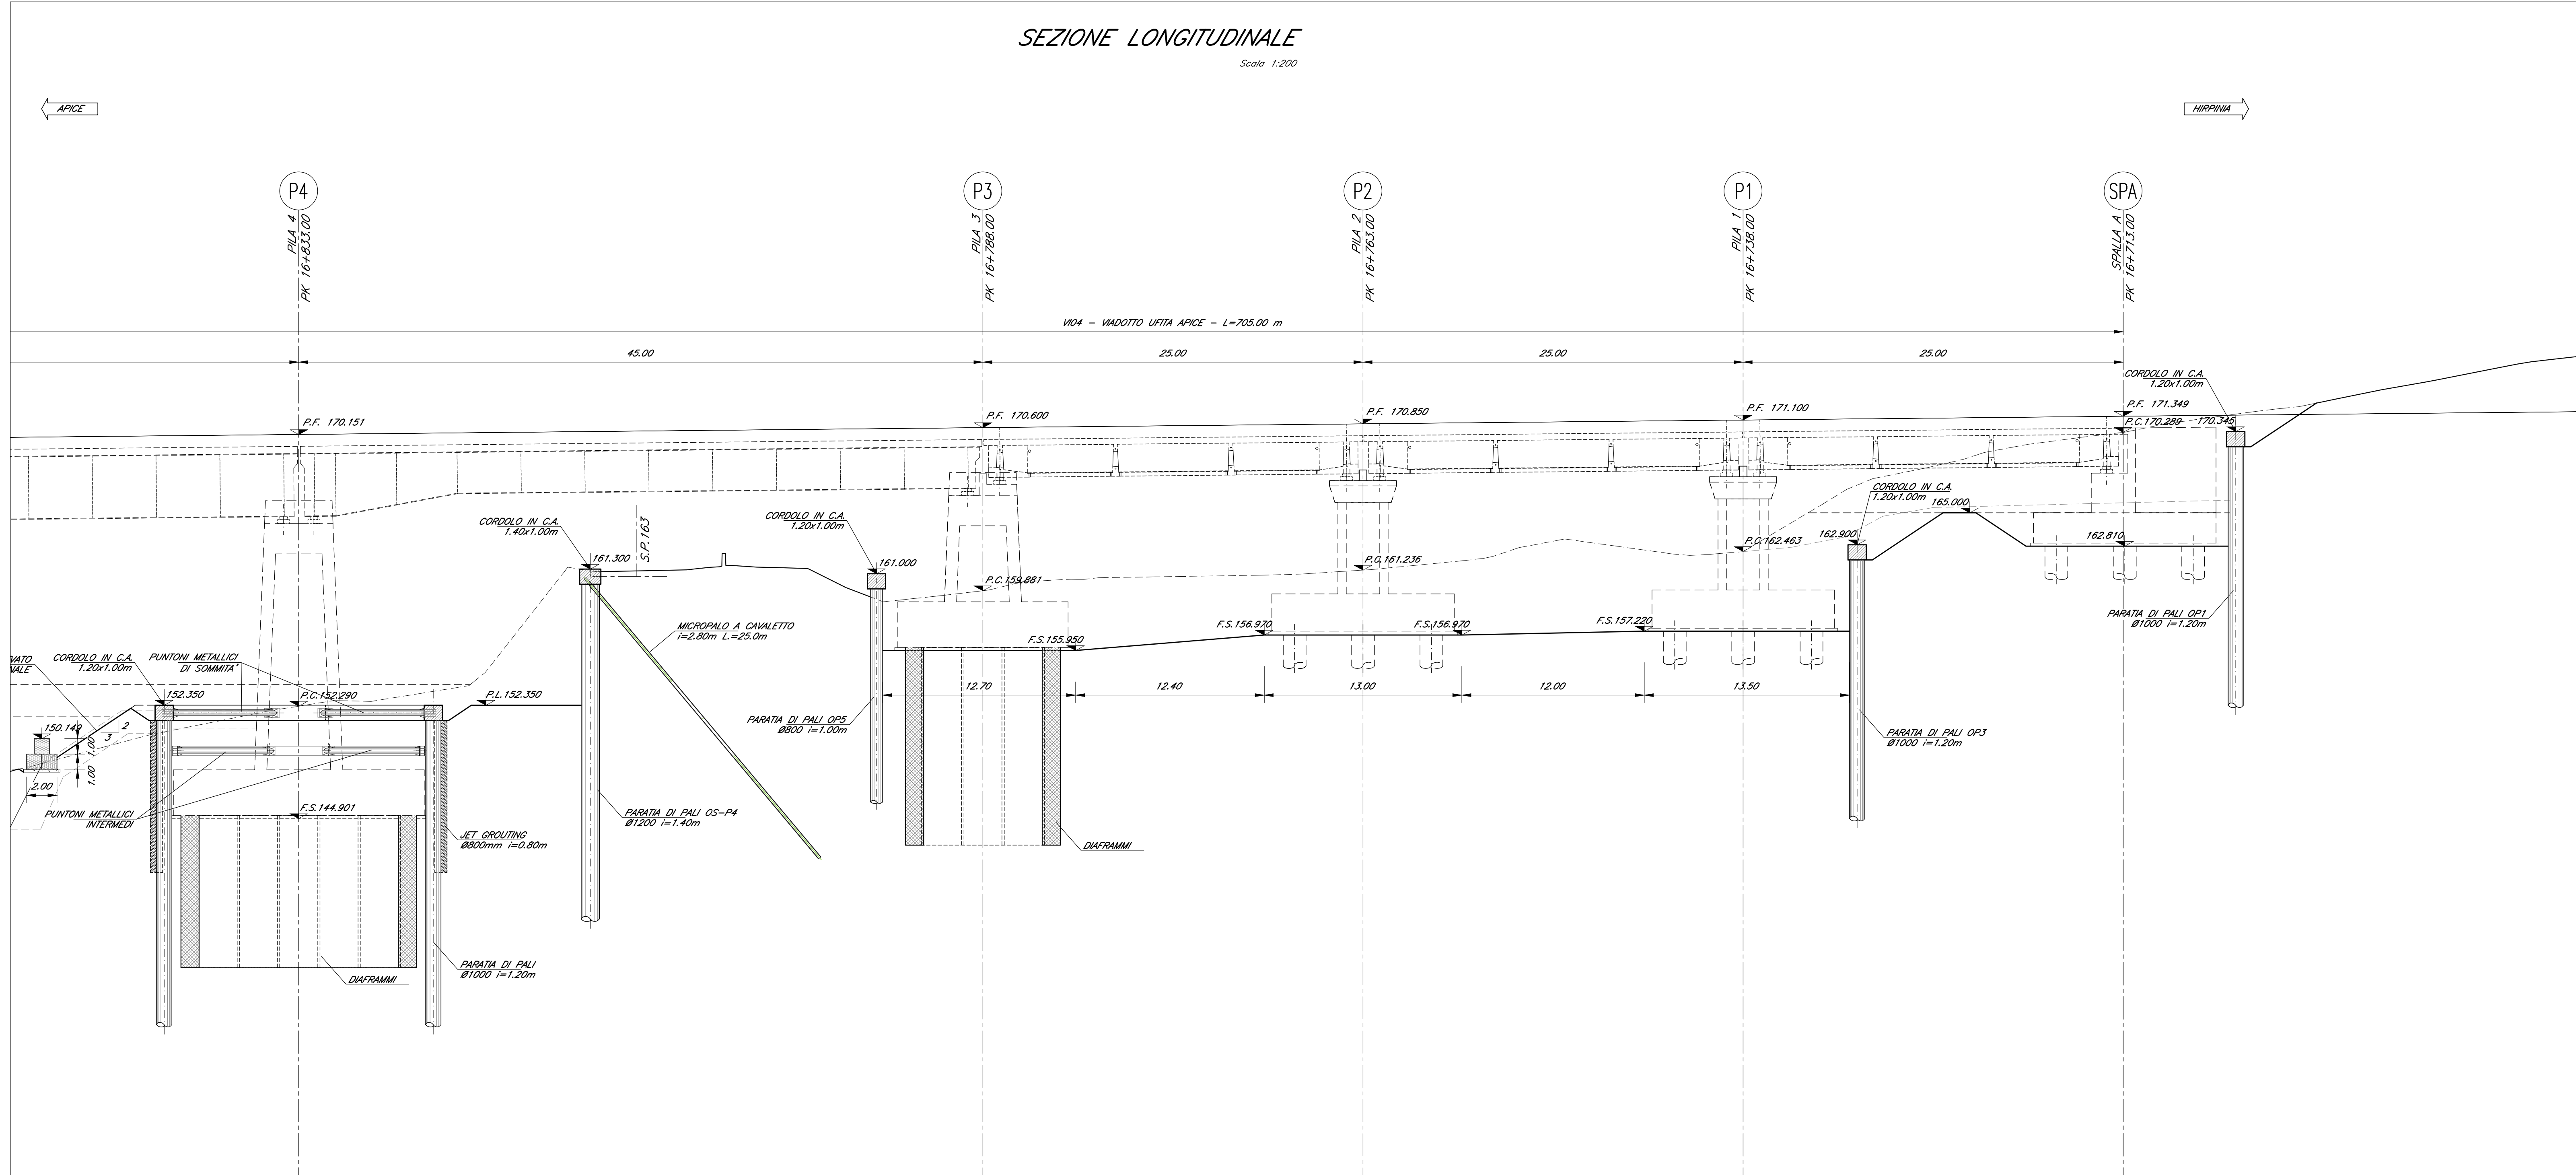 SEZIONE LONGITUDINALE
Scala 1:200
APICE
HIRPINIA
P4
P3
P2
P1
SPA
PILA 4
PK 16+833.00
PILA 3
PK 16+788.00
PILA 2
PK 16+763.00
PILA 1
PK 16+738.00
SPALLA A
PK 16+713.00
VI04 - VIADOTTO UFITA APICE - L=705.00 m
45.00
25.00
25.00
25.00
CORDOLO IN C.A.
1.20x1.00m
P.F. 170.151
P.F. 170.600
P.F. 170.850
P.F. 171.100
P.F. 171.349
P.C.170.289
170.345
CORDOLO IN C.A.
1.40x1.00m
161.300
S.P.163
CORDOLO IN C.A.
1.20x1.00m
161.000
CORDOLO IN C.A.
1.20x1.00m
162.900
165.000
P.C.159.881
P.C.161.236
P.C.162.463
162.810
PARATIA DI PALI OP1
Ø1000 i=1.20m
MICROPALO A CAVALETTO
i=2.80m L.=25.0m
F.S.155.950
F.S.156.970
F.S.156.970
F.S.157.220
VATO
NALE
CORDOLO IN C.A.
1.20x1.00m
PUNTONI METALLICI
DI SOMMITA'
152.350
P.C.152.290
P.L.152.350
12.70
12.40
13.00
12.00
13.50
150.149
2
3
1.00
1.00
2.00
PARATIA DI PALI OP5
Ø800 i=1.00m
PARATIA DI PALI OP3
Ø1000 i=1.20m
PUNTONI METALLICI
INTERMEDI
F.S.144.901
JET GROUTING
Ø800mm i=0.80m
PARATIA DI PALI OS-P4
Ø1200 i=1.40m
DIAFRAMMI
PARATIA DI PALI
Ø1000 i=1.20m
DIAFRAMMI